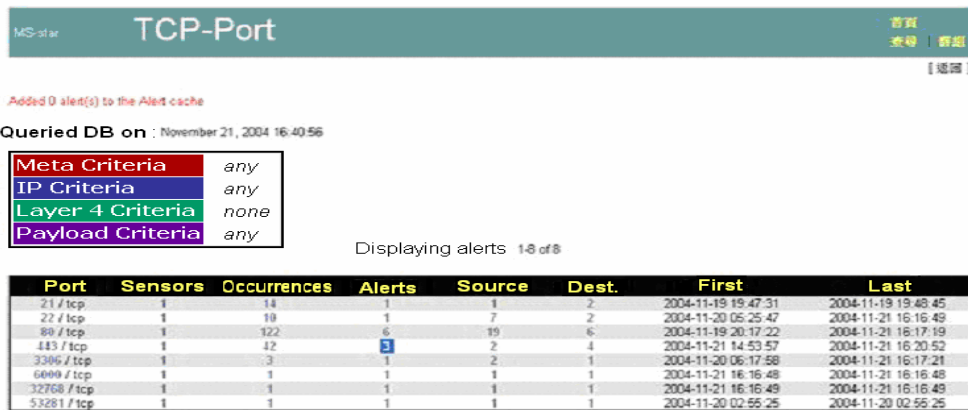 MS-star TCP-Port 首頁
查尋 | 群組
[ 返回 ]
Added 0 alert(s) to the Alert cache
Queried DB on : November 21, 2004 16:40:56
Meta Criteria any
IP Criteria any
Layer 4 Criteria none
Payload Criteria any
Displaying alerts 1-8 of 8
Port Sensors Occurrences Alerts Source Dest. First Last
21 / tcp 1 14 1 1 2 2004-11-19 19:47:31 2004-11-19 19:48:45
22 / tcp 1 10 1 7 2 2004-11-20 05:25:47 2004-11-21 16:16:49
80 / tcp 1 122 6 19 6 2004-11-19 20:17:22 2004-11-21 16:17:19
443 / tcp 1 42 3 2 4 2004-11-21 14:53:57 2004-11-21 16:20:52
3306 / tcp 1 3 1 2 1 2004-11-20 06:17:58 2004-11-21 16:17:21
6000 / tcp 1 1 1 1 1 2004-11-21 16:16:48 2004-11-21 16:16:48
32768 / tcp 1 1 1 1 1 2004-11-21 16:16:49 2004-11-21 16:16:49
53281 / tcp 1 1 1 1 1 2004-11-20 02:55:25 2004-11-20 02:55:25